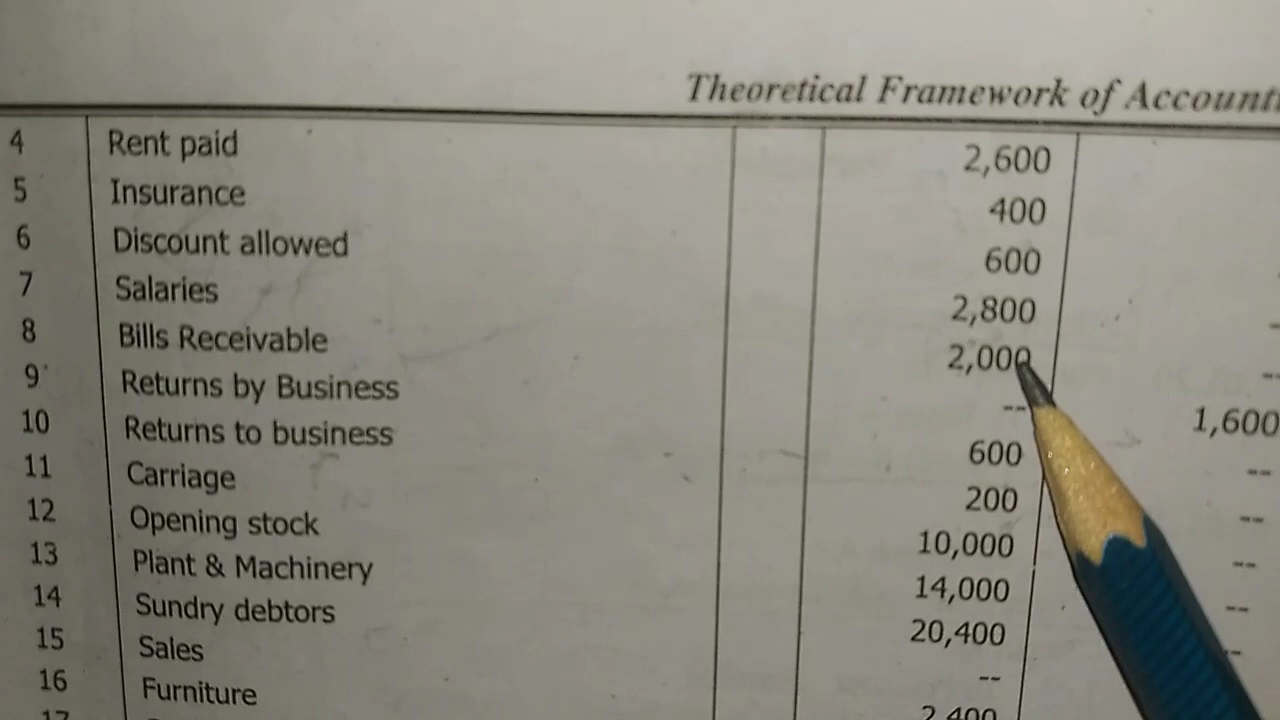 Theoretical Framework of
4 Rent paid 2,600
5 Insurance 400
6 Discount allowed 600
7 Salaries 2,800
8 Bills Receivable 2,000
9 Returns by Business -- 1,600
10 Returns to business 600 --
11 Carriage 200 --
12 Opening stock 10,000 --
13 Plant & Machinery 14,000 --
14 Sundry debtors 20,400 --
15 Sales --
16 Furniture 2,400